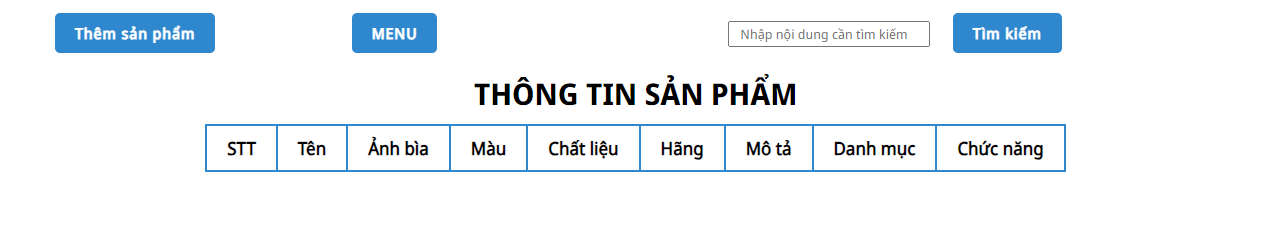 Thêm sản phẩm MENU Nhập nội dung cần tìm kiếm Tìm kiếm
THÔNG TIN SẢN PHẨM
STT Tên Ảnh bìa Màu Chất liệu Hãng Mô tả Danh mục Chức năng